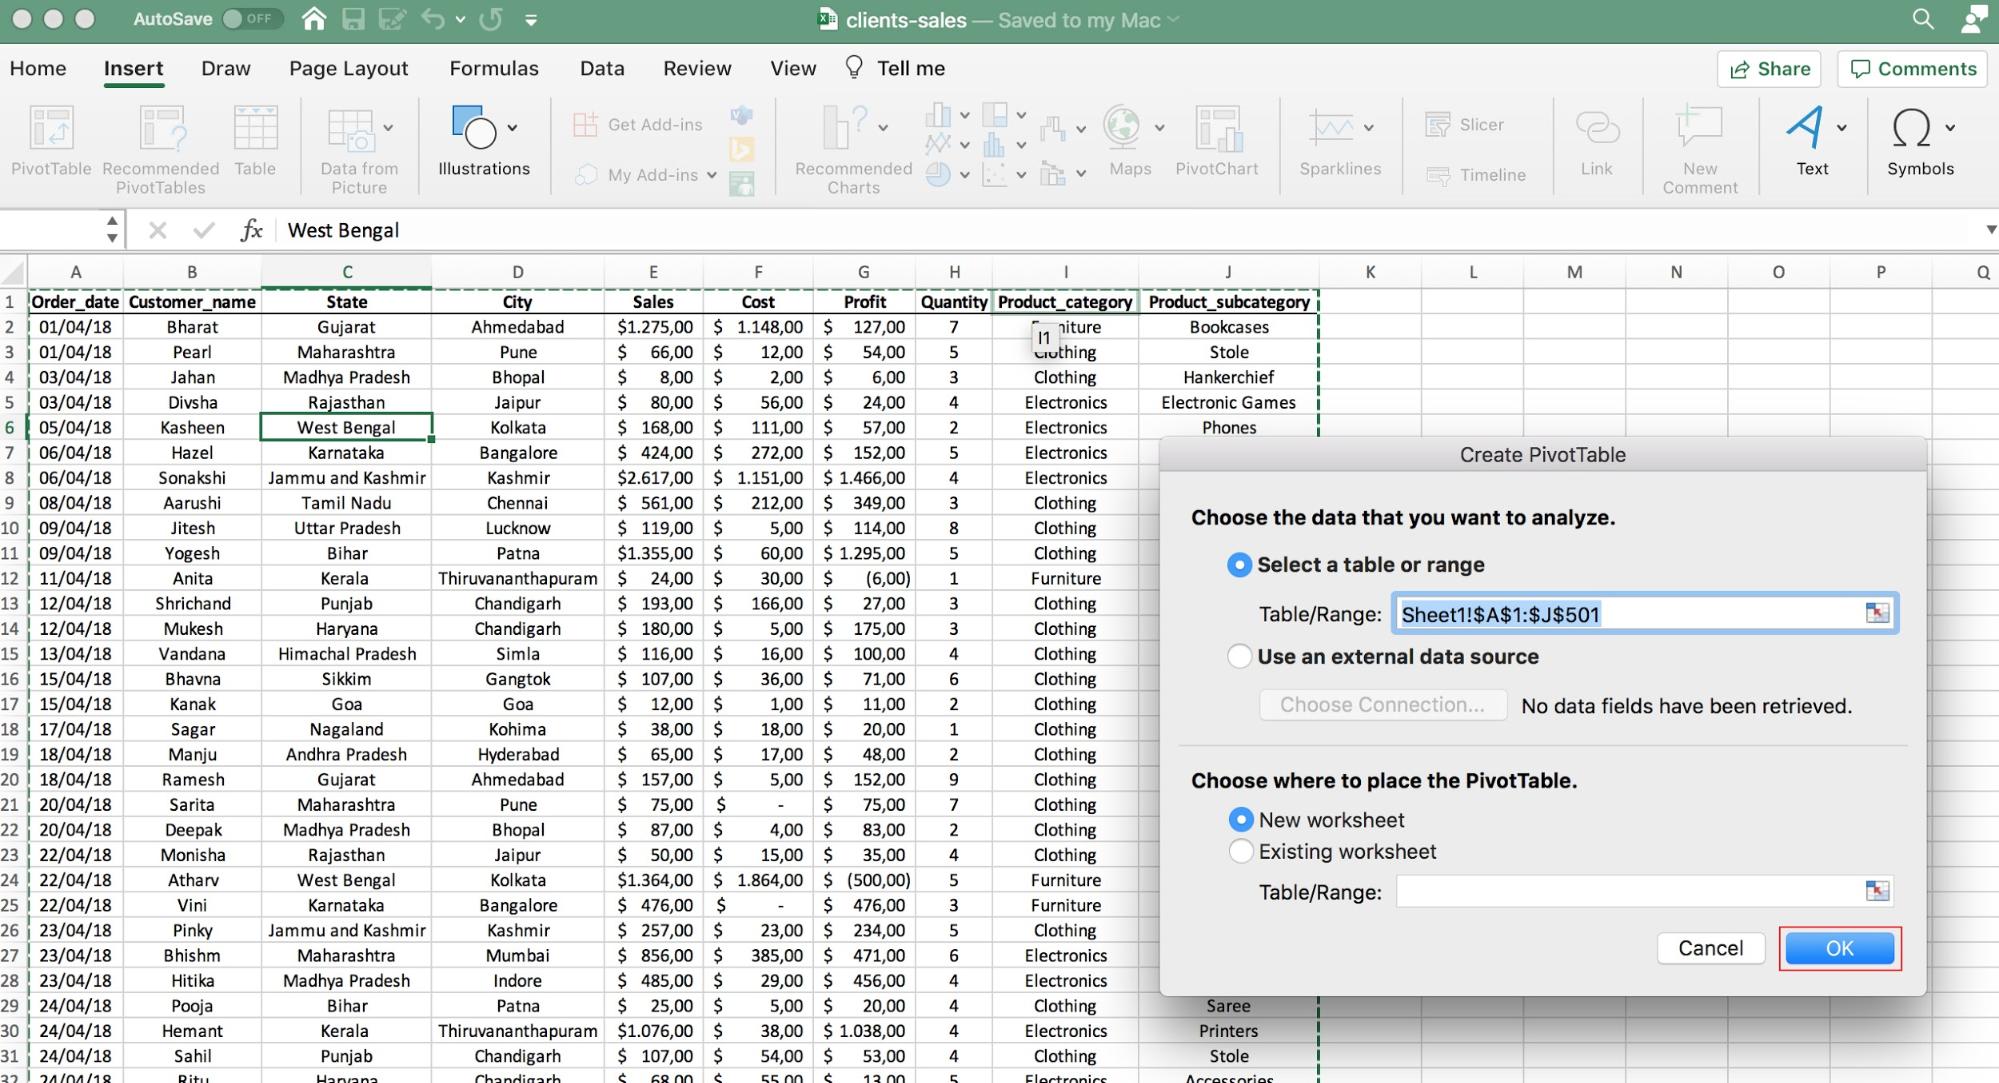 AutoSave OFF clients-sales — Saved to my Mac
Home Insert Draw Page Layout Formulas Data Review View Tell me Share Comments
PivotTable Recommended PivotTables Table Data from Picture Illustrations Get Add-ins My Add-ins Recommended Charts Maps PivotChart Sparklines Slicer Timeline Link New Comment Text Symbols
fx West Bengal
A B C D E F G H I J K L M N O P Q
1 Order_date Customer_name State City Sales Cost Profit Quantity Product_category Product_subcategory
2 01/04/18 Bharat Gujarat Ahmedabad $1.275,00 $ 1.148,00 $ 127,00 7 Bookcases
I1
3 01/04/18 Pearl Maharashtra Pune $ 66,00 $ 12,00 $ 54,00 5 Clothing Stole
4 03/04/18 Jahan Madhya Pradesh Bhopal $ 8,00 $ 2,00 $ 6,00 3 Clothing Hankerchief
5 03/04/18 Divsha Rajasthan Jaipur $ 80,00 $ 56,00 $ 24,00 4 Electronics Electronic Games
6 05/04/18 Kasheen West Bengal Kolkata $ 168,00 $ 111,00 $ 57,00 2 Electronics Phones
7 06/04/18 Hazel Karnataka Bangalore $ 424,00 $ 272,00 $ 152,00 5 Electronics
8 06/04/18 Sonakshi Jammu and Kashmir Kashmir $2.617,00 $ 1.151,00 $ 1.466,00 4 Electronics
9 08/04/18 Aarushi Tamil Nadu Chennai $ 561,00 $ 212,00 $ 349,00 3 Clothing
10 09/04/18 Jitesh Uttar Pradesh Lucknow $ 119,00 $ 5,00 $ 114,00 8 Clothing
11 09/04/18 Yogesh Bihar Patna $1.355,00 $ 60,00 $ 1.295,00 5 Clothing
12 11/04/18 Anita Kerala Thiruvananthapuram $ 24,00 $ 30,00 $ (6,00) 1 Furniture
13 12/04/18 Shrichand Punjab Chandigarh $ 193,00 $ 166,00 $ 27,00 3 Clothing
14 12/04/18 Mukesh Haryana Chandigarh $ 180,00 $ 5,00 $ 175,00 3 Clothing
15 13/04/18 Vandana Himachal Pradesh Simla $ 116,00 $ 16,00 $ 100,00 4 Clothing
16 15/04/18 Bhavna Sikkim Gangtok $ 107,00 $ 36,00 $ 71,00 6 Clothing
17 15/04/18 Kanak Goa Goa $ 12,00 $ 1,00 $ 11,00 2 Clothing
18 17/04/18 Sagar Nagaland Kohima $ 38,00 $ 18,00 $ 20,00 1 Clothing
19 18/04/18 Manju Andhra Pradesh Hyderabad $ 65,00 $ 17,00 $ 48,00 2 Clothing
20 18/04/18 Ramesh Gujarat Ahmedabad $ 157,00 $ 5,00 $ 152,00 9 Clothing
21 20/04/18 Sarita Maharashtra Pune $ 75,00 $ - $ 75,00 7 Clothing
22 20/04/18 Deepak Madhya Pradesh Bhopal $ 87,00 $ 4,00 $ 83,00 2 Clothing
23 22/04/18 Monisha Rajasthan Jaipur $ 50,00 $ 15,00 $ 35,00 4 Clothing
24 22/04/18 Atharv West Bengal Kolkata $1.364,00 $ 1.864,00 $ (500,00) 5 Furniture
25 22/04/18 Vini Karnataka Bangalore $ 476,00 $ - $ 476,00 3 Furniture
26 23/04/18 Pinky Jammu and Kashmir Kashmir $ 257,00 $ 23,00 $ 234,00 5 Clothing
27 23/04/18 Bhishm Maharashtra Mumbai $ 856,00 $ 385,00 $ 471,00 6 Electronics
28 23/04/18 Hitika Madhya Pradesh Indore $ 485,00 $ 29,00 $ 456,00 4 Electronics
29 24/04/18 Pooja Bihar Patna $ 25,00 $ 5,00 $ 20,00 4 Clothing Saree
30 24/04/18 Hemant Kerala Thiruvananthapuram $1.076,00 $ 38,00 $ 1.038,00 4 Electronics Printers
31 24/04/18 Sahil Punjab Chandigarh $ 107,00 $ 54,00 $ 53,00 4 Clothing Stole
32 24/04/18 Ritu Haryana Chandigarh $ 68,00 $ 55,00 $ 13,00 5 Electronics Accessories
Create PivotTable
Choose the data that you want to analyze.
Select a table or range
Table/Range: Sheet1!$A$1:$J$501
Use an external data source
Choose Connection... No data fields have been retrieved.
Choose where to place the PivotTable.
New worksheet
Existing worksheet
Table/Range:
Cancel OK